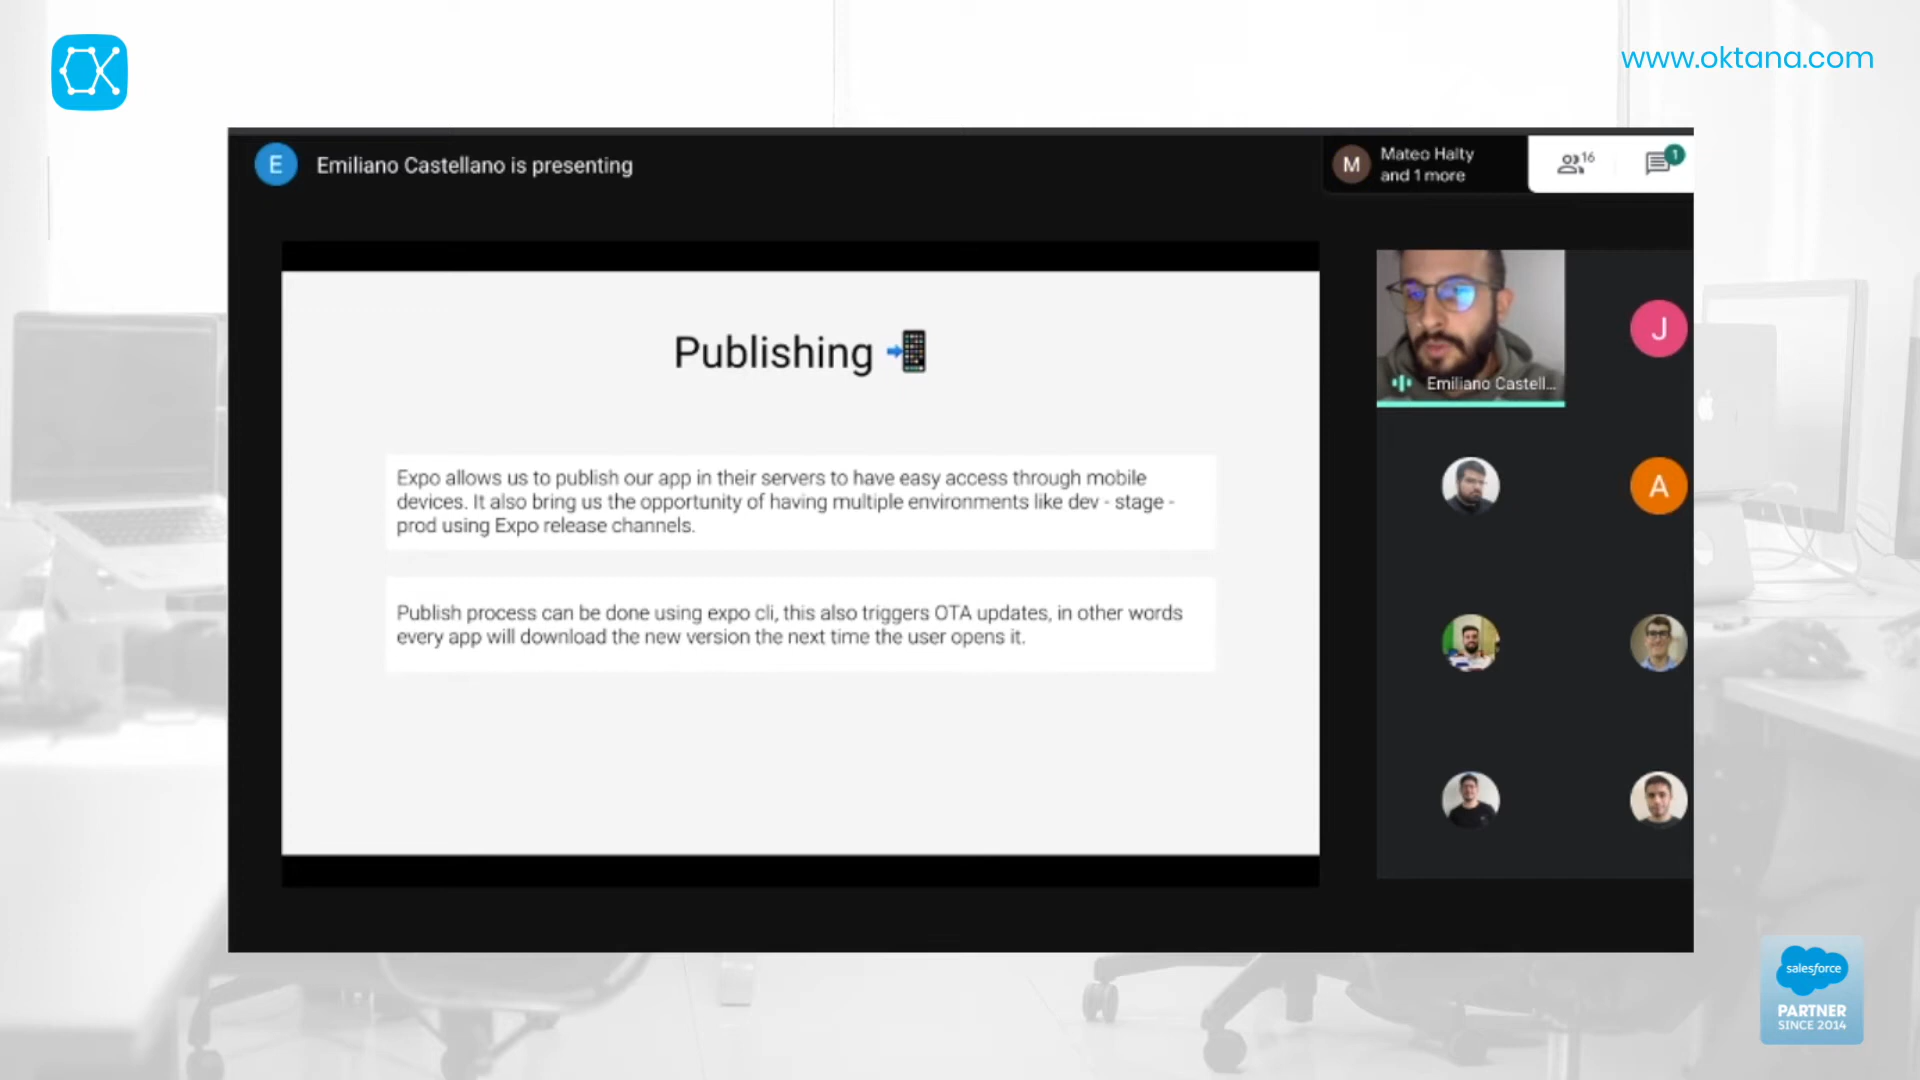 www.oktana.com
E
Emiliano Castellano is presenting
M
Mateo Halty
and 1 more
16
1
Publishing
J
Emiliano Castell...
A
Expo allows us to publish our app in their servers to have easy access through mobile
devices. It also bring us the opportunity of having multiple environments like dev - stage -
prod using Expo release channels.
Publish process can be done using expo cli, this also triggers OTA updates, in other words
every app will download the new version the next time the user opens it.
salesforce
PARTNER
SINCE 2014